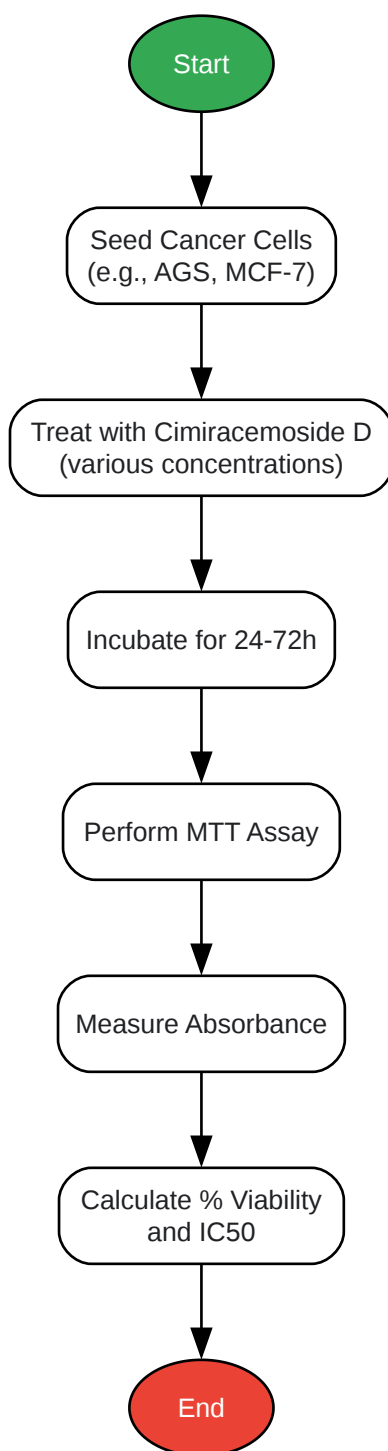 Start
Seed Cancer Cells
(e.g., AGS, MCF-7)
Treat with Cimiracemoside D
(various concentrations)
Incubate for 24-72h
Perform MTT Assay
Measure Absorbance
Calculate % Viability
and IC50
End